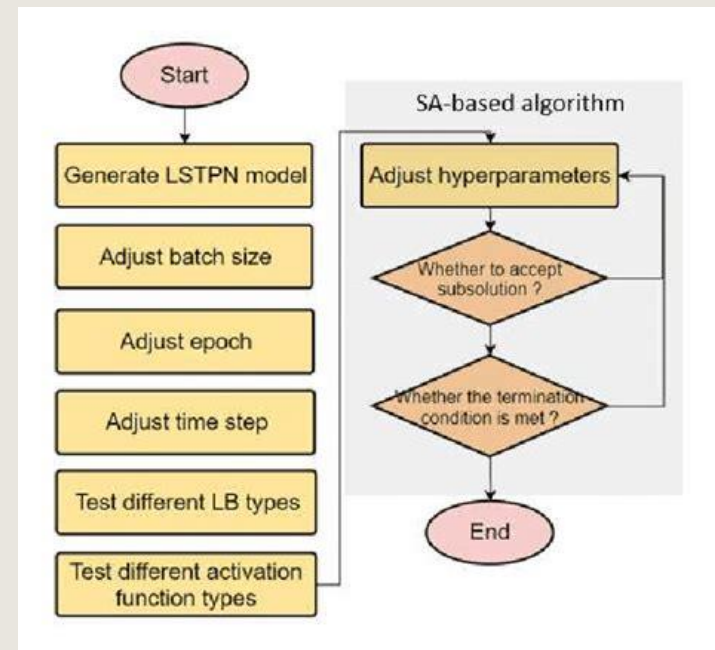 Start
Generate LSTPN model
Adjust batch size
Adjust epoch
Adjust time step
Test different LB types
Test different activation
function types
SA-based algorithm
Adjust hyperparameters
Whether to accept
subsolution ?
Whether the termination
condition is met ?
End